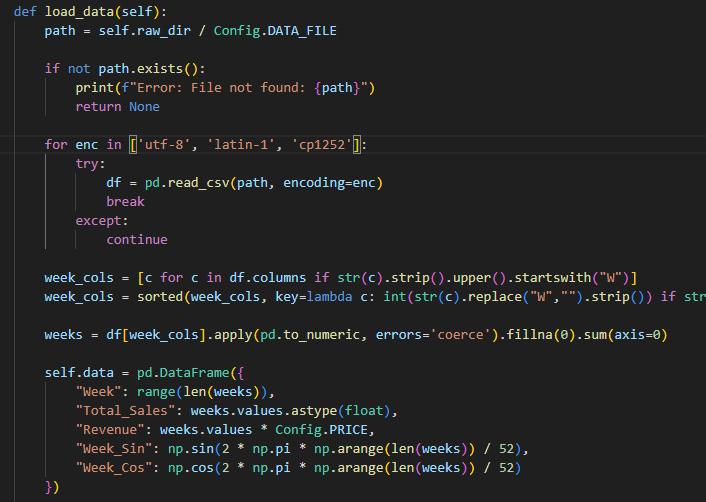 def load_data(self):
    path = self.raw_dir / Config.DATA_FILE

    if not path.exists():
        print(f"Error: File not found: {path}")
        return None

    for enc in ['utf-8', 'latin-1', 'cp1252']:
        try:
            df = pd.read_csv(path, encoding=enc)
            break
        except:
            continue

    week_cols = [c for c in df.columns if str(c).strip().upper().startswith("W")]
    week_cols = sorted(week_cols, key=lambda c: int(str(c).replace("W","").strip()) if str

    weeks = df[week_cols].apply(pd.to_numeric, errors='coerce').fillna(0).sum(axis=0)

    self.data = pd.DataFrame({
        "Week": range(len(weeks)),
        "Total_Sales": weeks.values.astype(float),
        "Revenue": weeks.values * Config.PRICE,
        "Week_Sin": np.sin(2 * np.pi * np.arange(len(weeks)) / 52),
        "Week_Cos": np.cos(2 * np.pi * np.arange(len(weeks)) / 52)
    })